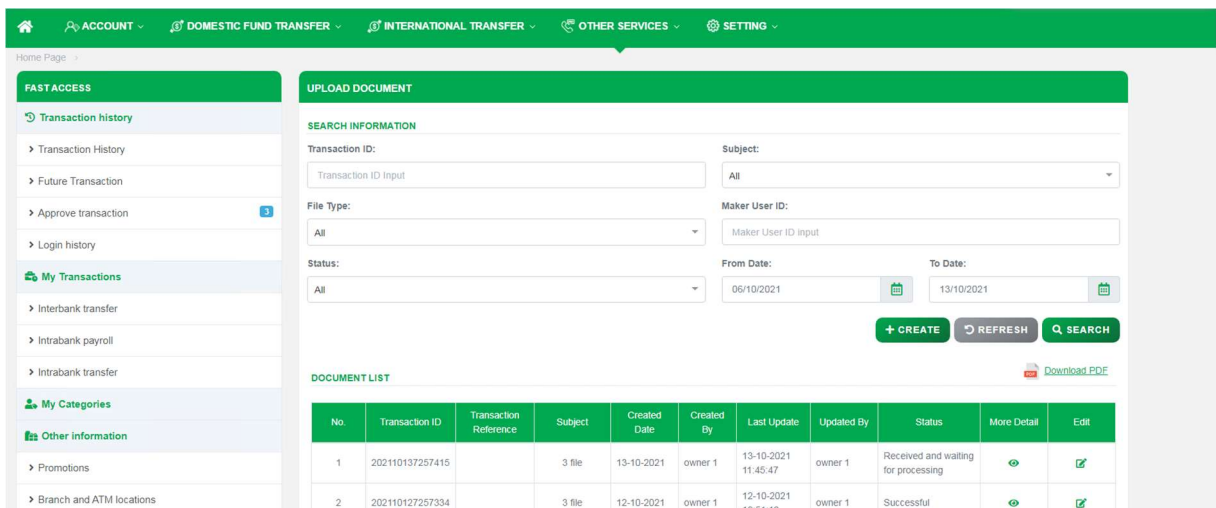 ACCOUNT
DOMESTIC FUND TRANSFER
INTERNATIONAL TRANSFER
OTHER SERVICES
SETTING
Home Page
FAST ACCESS
Transaction history
Transaction History
Future Transaction
Approve transaction 3
Login history
My Transactions
Interbank transfer
Intrabank payroll
Intrabank transfer
My Categories
Other information
Promotions
Branch and ATM locations
UPLOAD DOCUMENT
SEARCH INFORMATION
Transaction ID: Subject:
Transaction ID Input All
File Type: Maker User ID:
All Maker User ID input
Status: From Date: To Date:
All 06/10/2021 13/10/2021
+ CREATE REFRESH SEARCH
DOCUMENT LIST PDF Download PDF
No. Transaction ID Transaction Reference Subject Created Date Created By Last Update Updated By Status More Detail Edit
1 202110137257415 3 file 13-10-2021 owner 1 13-10-2021 11:45:47 owner 1 Received and waiting for processing
2 202110127257334 3 file 12-10-2021 owner 1 12-10-2021 owner 1 Successful